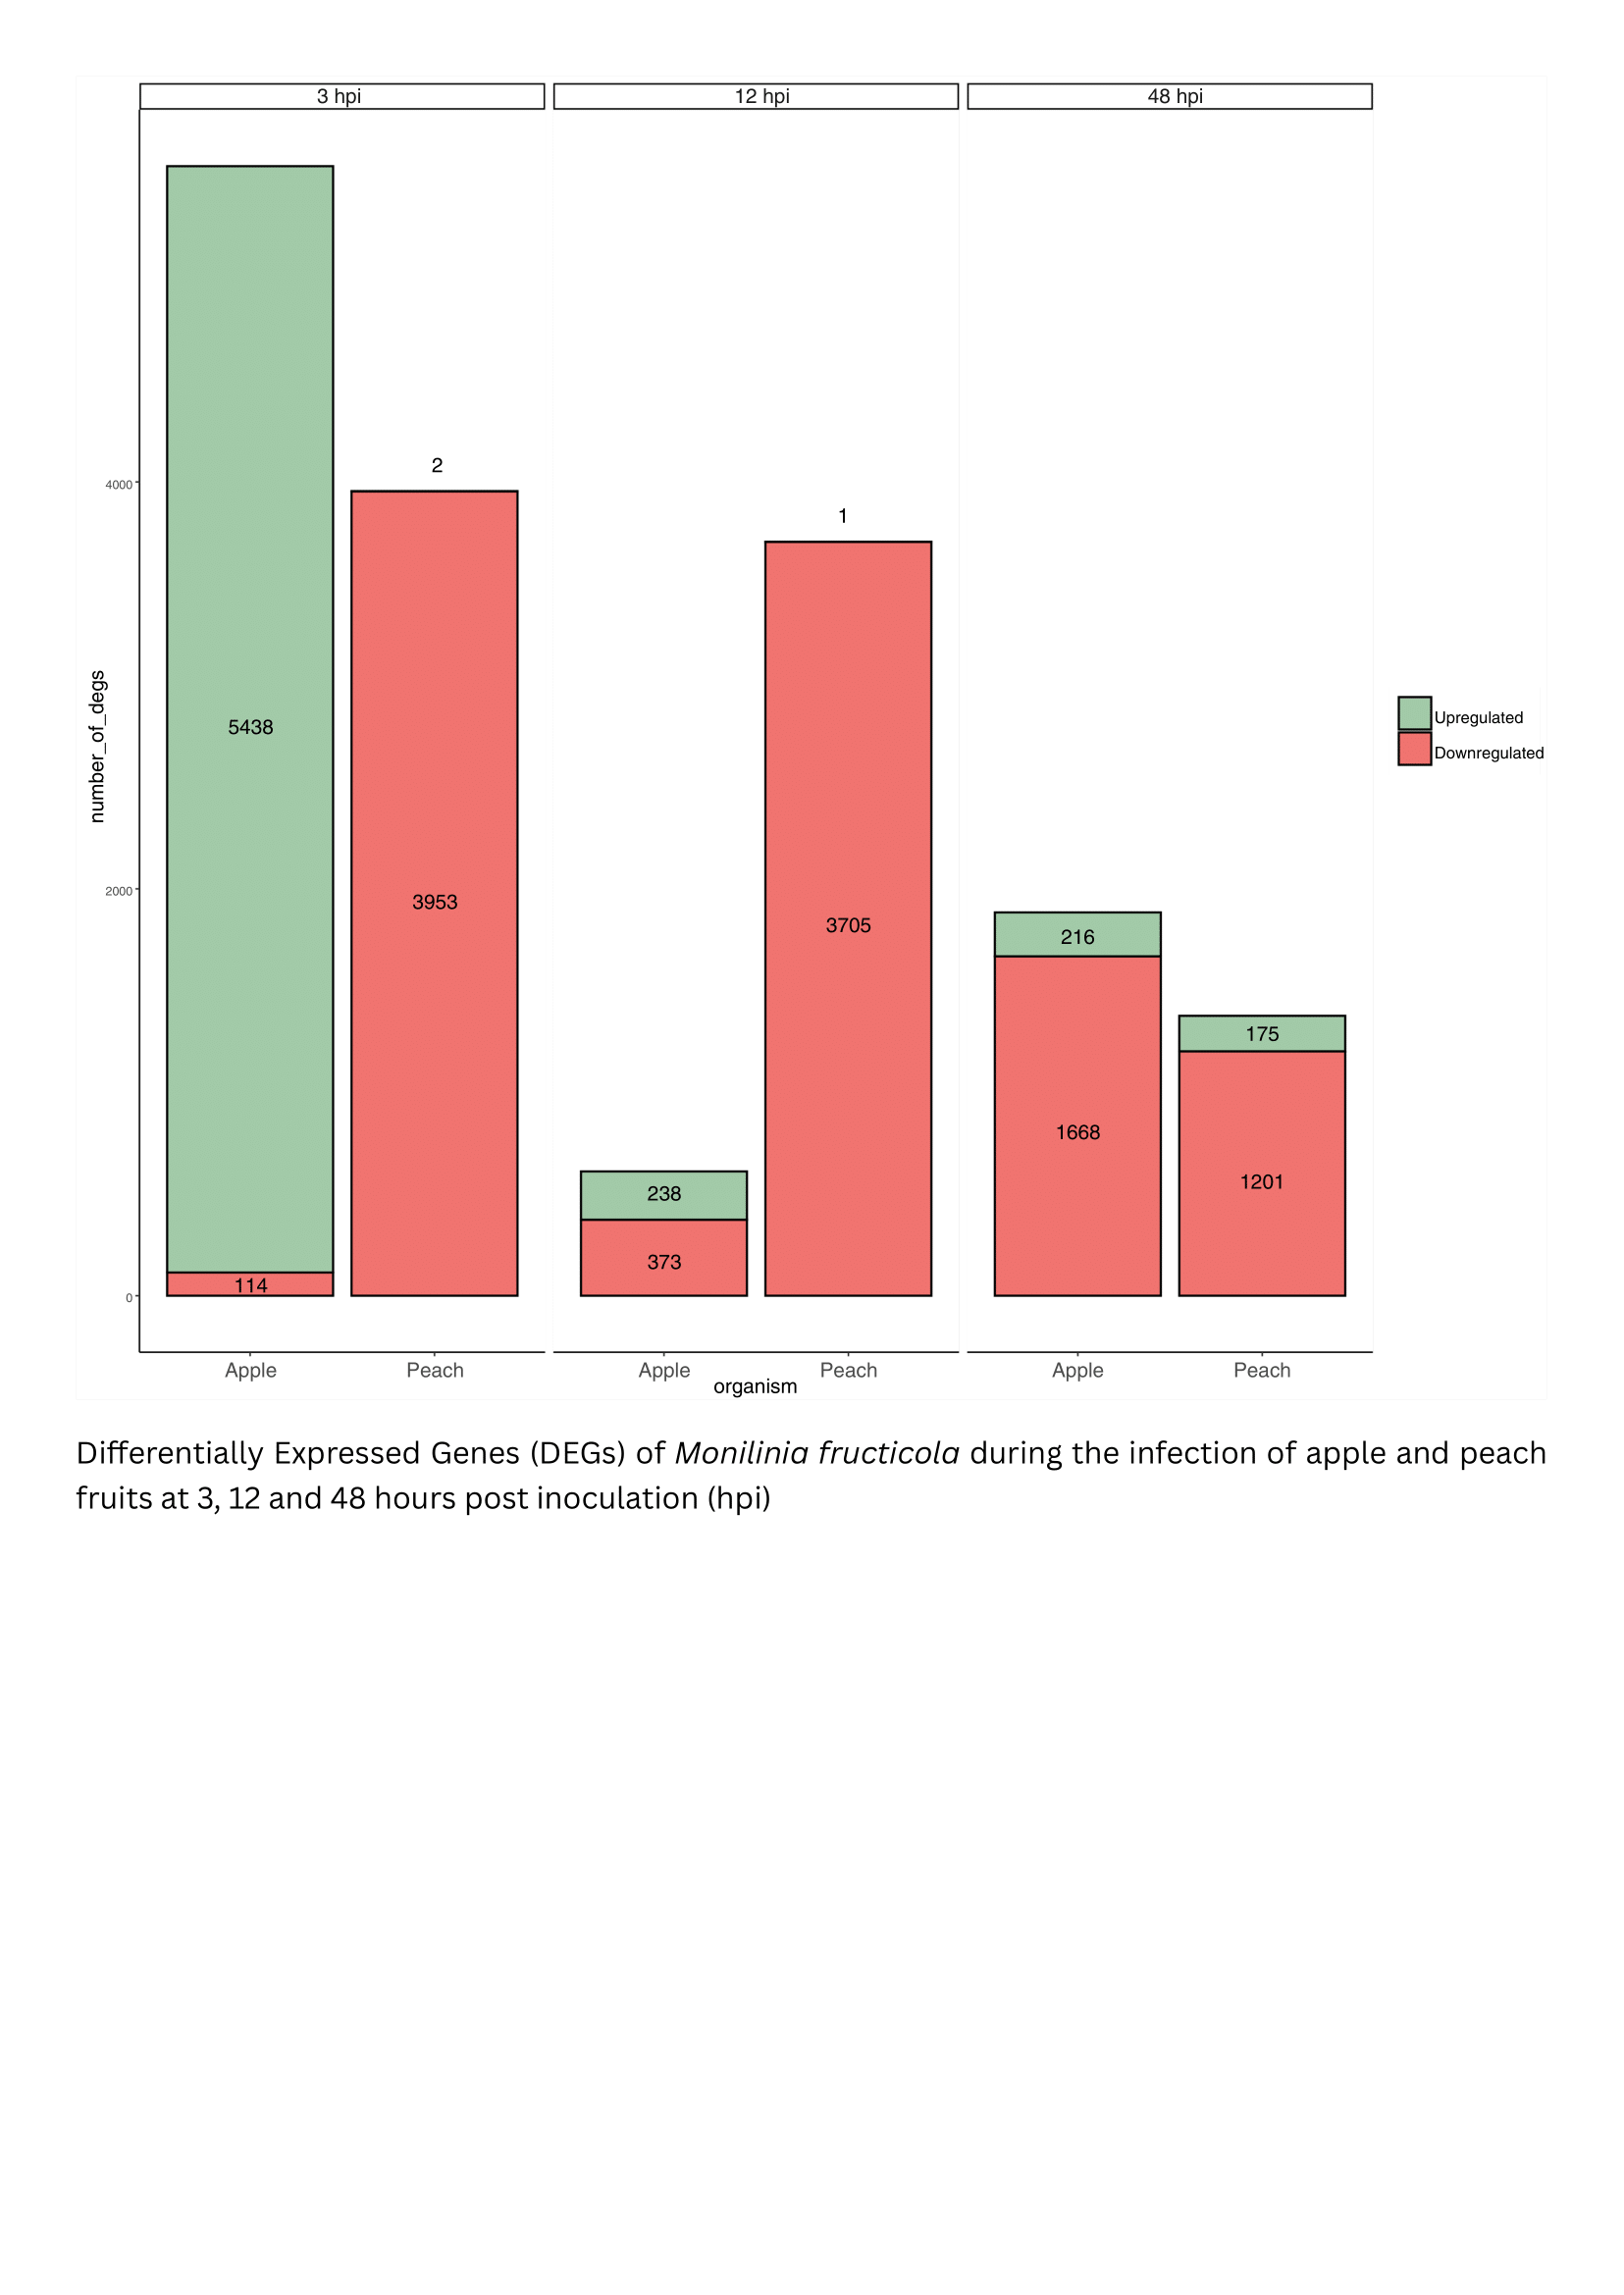 3 hpi
12 hpi
48 hpi
number_of_degs
4000
2000
0
5438
114
2
3953
238
373
1
3705
216
1668
175
1201
Upregulated
Downregulated
Apple
Peach
Apple
Peach
Apple
Peach
organism
Differentially Expressed Genes (DEGs) of Monilinia fructicola during the infection of apple and peach
fruits at 3, 12 and 48 hours post inoculation (hpi)